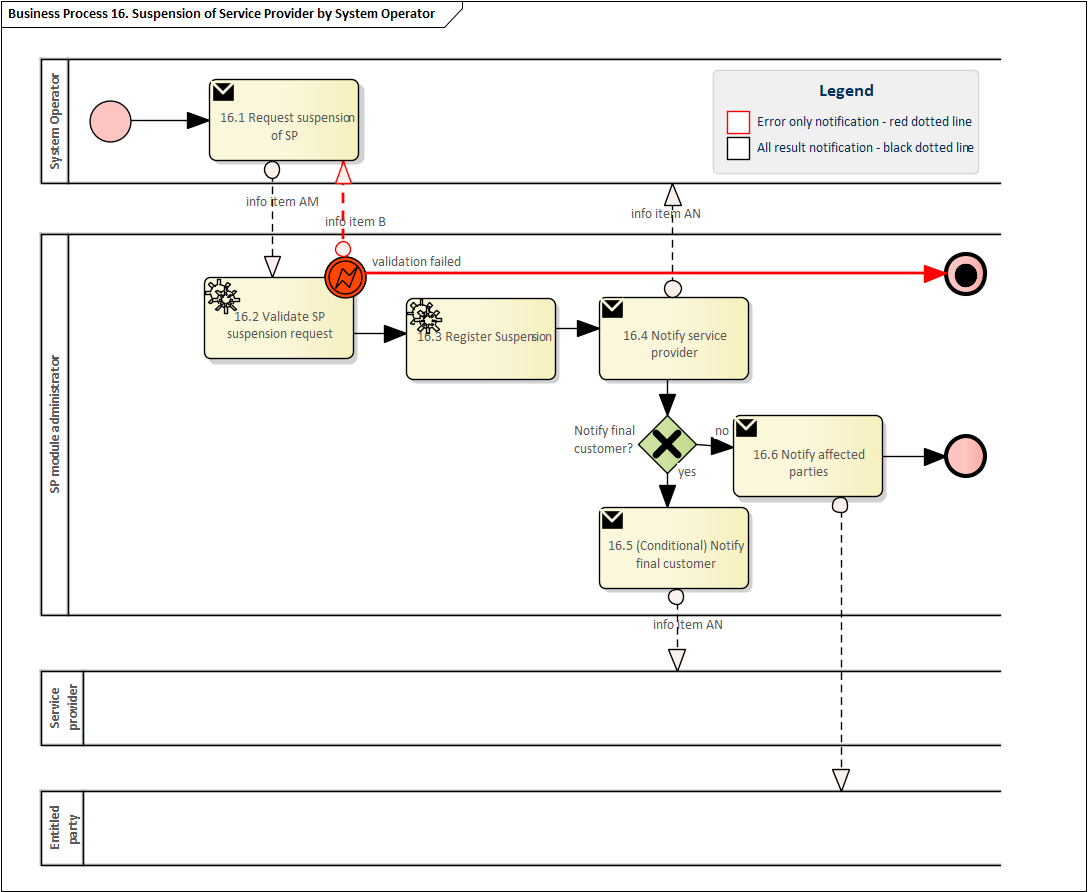 Business Process 16. Suspension of Service Provider by System Operator
System Operator
16.1 Request suspension
of SP
Legend
Error only notification - red dotted line
All result notification - black dotted line
info item AM
info item B
info item AN
SP module administrator
validation failed
16.2 Validate SP
suspension request
16.3 Register Suspension
16.4 Notify service
provider
Notify final
customer?
no
yes
16.6 Notify affected
parties
16.5 (Conditional) Notify
final customer
info item AN
Service
provider
Entitled
party